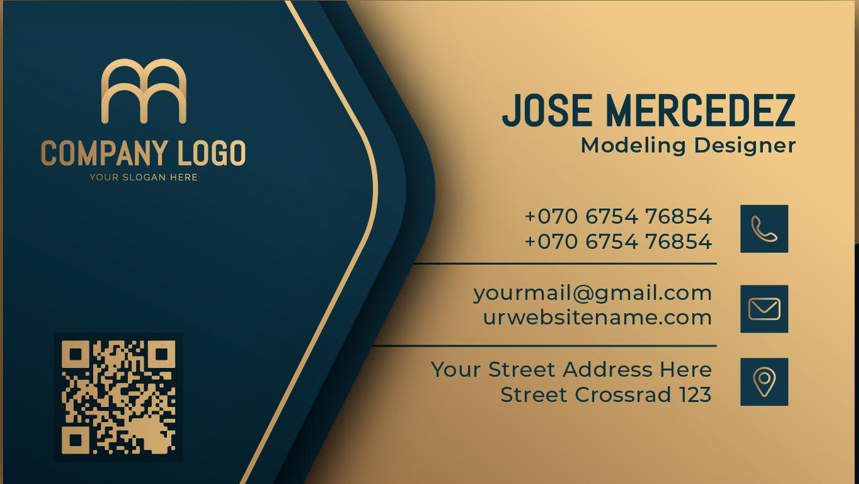 COMPANY LOGO
YOUR SLOGAN HERE
JOSE MERCEDEZ
Modeling Designer
+070 6754 76854
+070 6754 76854
yourmail@gmail.com
urwebsitename.com
Your Street Address Here
Street Crossrad 123